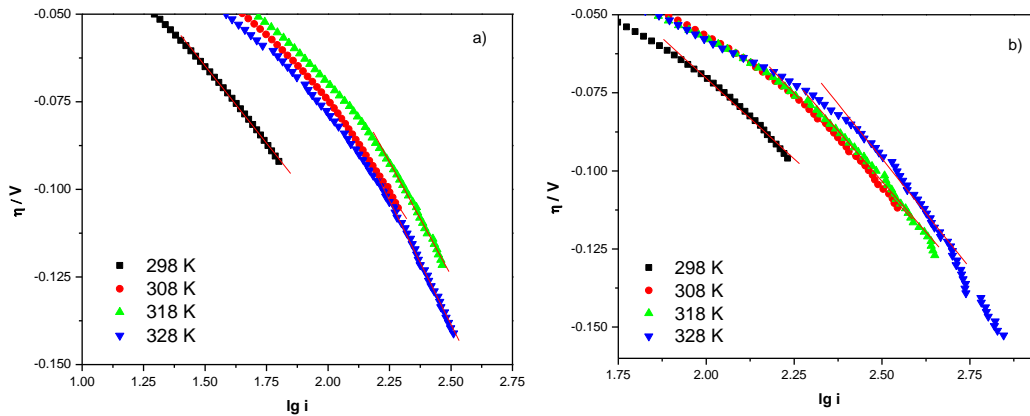 a)
-0.050
-0.075
-0.100
-0.125
-0.150
η / V
298 K
308 K
318 K
328 K
1.00 1.25 1.50 1.75 2.00 2.25 2.50 2.75
lg i
b)
-0.050
-0.075
-0.100
-0.125
-0.150
η / V
298 K
308 K
318 K
328 K
1.75 2.00 2.25 2.50 2.75
lg i